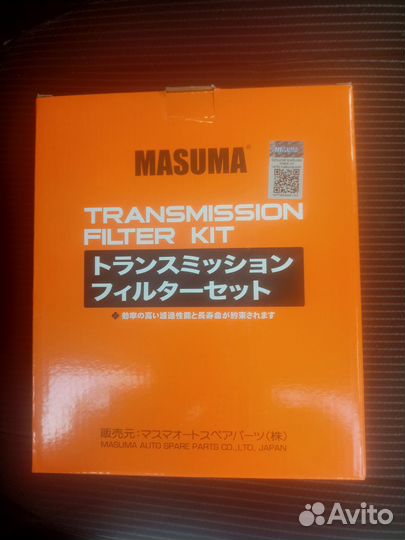 MASUMA®
MASUMA
TRANSMISSION
FILTER KIT
トランスミッション
フィルターセット
効率の高い濾過性能と長寿命が約束されます
販売元:マスマオートスペアパーツ(株)
MASUMA AUTO SPARE PARTS CO.,LTD, JAPAN
Avito